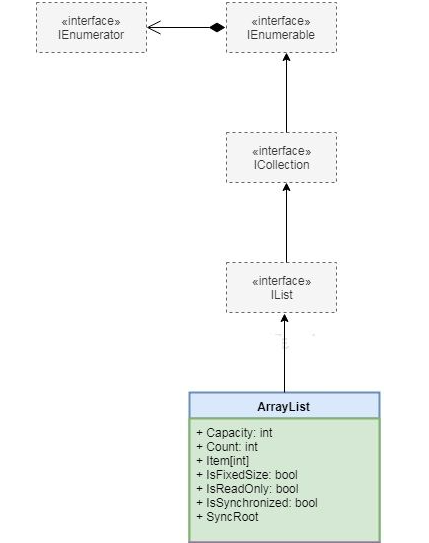 «interface»
IEnumerator
«interface»
IEnumerable
«interface»
ICollection
«interface»
IList
ArrayList
+ Capacity: int
+ Count: int
+ Item[int]
+ IsFixedSize: bool
+ IsReadOnly: bool
+ IsSynchronized: bool
+ SyncRoot